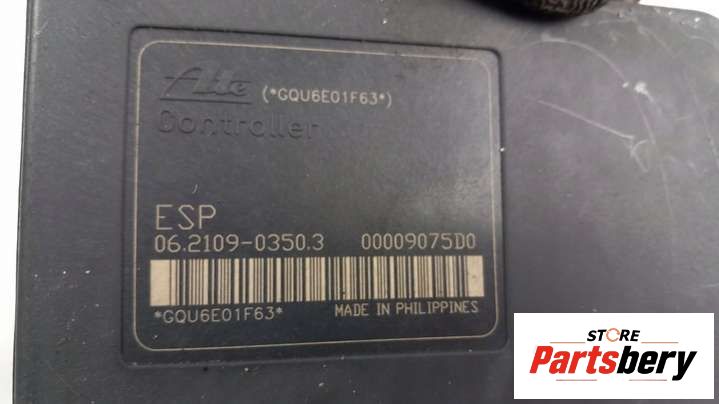 Ate (*GQU6E01F63*)
Controller
ESP
06.2109-0350.3 00009075D0
*GQU6E01F63* MADE IN PHILIPPINES
STORE
Partsbery